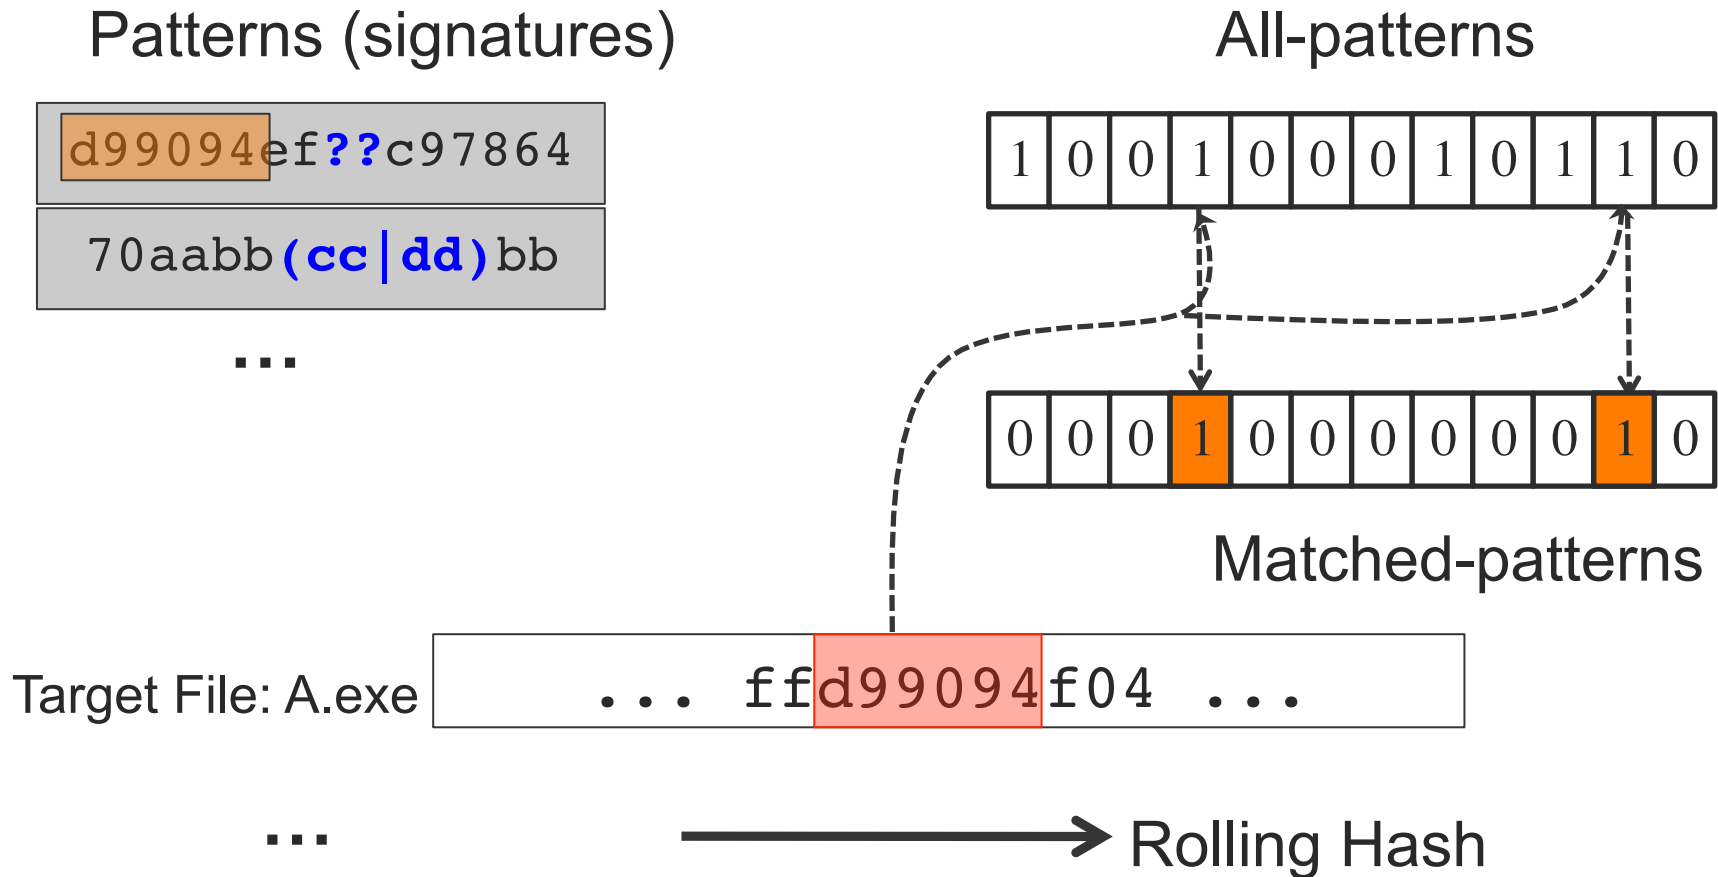 Patterns (signatures)
d99094ef??c97864
70aabb(cc|dd)bb
...
All-patterns
1 0 0 1 0 0 0 1 0 1 1 0
0 0 0 1 0 0 0 0 0 0 1 0
Matched-patterns
Target File: A.exe
... ffd99094f04 ...
...
Rolling Hash